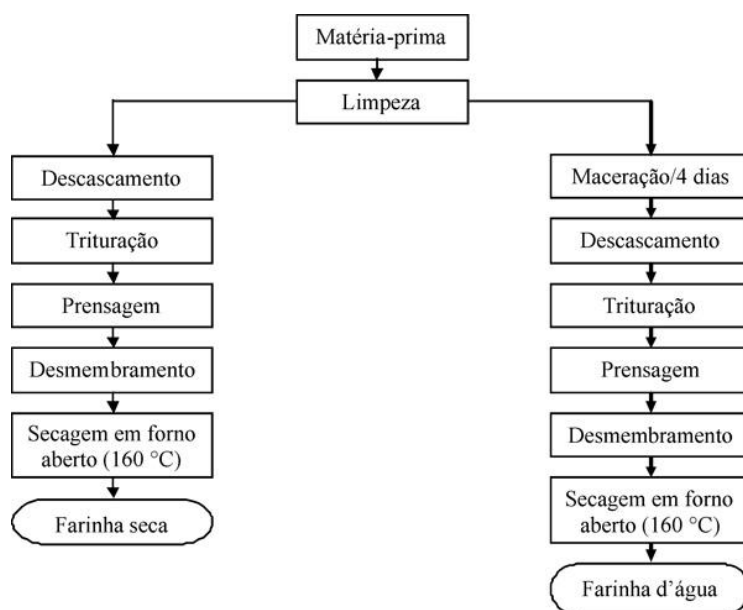 Matéria-prima
Limpeza
Descascamento
Trituração
Prensagem
Desmembramento
Secagem em forno
aberto (160 °C)
Farinha seca
Maceração/4 dias
Descascamento
Trituração
Prensagem
Desmembramento
Secagem em forno
aberto (160 °C)
Farinha d’água